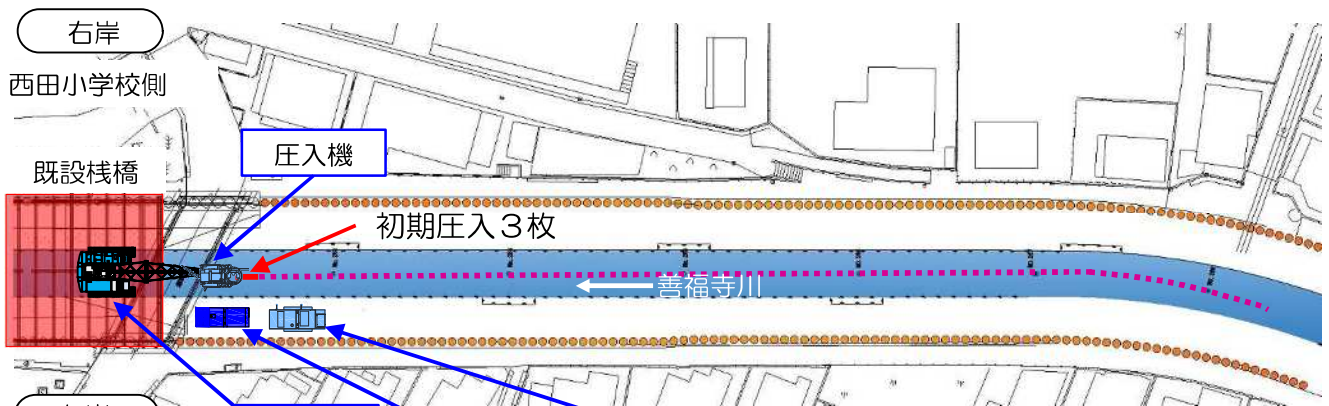 右岸
西田小学校側
圧入機
既設桟橋
初期圧入3枚
善福寺川